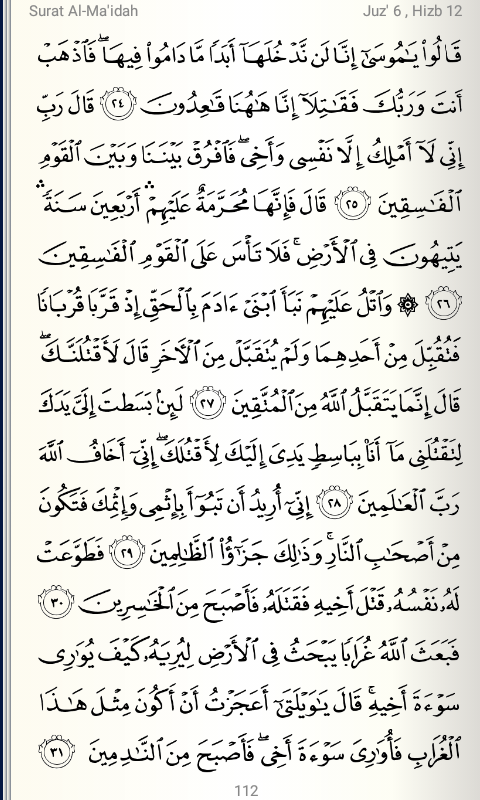 Surat Al-Ma'idah Juz' 6 , Hizb 12
قَالُوا۟ يَٰمُوسَىٰٓ إِنَّا لَن نَّدْخُلَهَآ أَبَدًۭا مَّا دَامُوا۟ فِيهَا ۖ فَٱذْهَبْ
أَنتَ وَرَبُّكَ فَقَٰتِلَآ إِنَّا هَٰهُنَا قَٰعِدُونَ ٢٤ قَالَ رَبِّ
إِنِّى لَآ أَمْلِكُ إِلَّا نَفْسِى وَأَخِى ۖ فَٱفْرُقْ بَيْنَنَا وَبَيْنَ ٱلْقَوْمِ
ٱلْفَٰسِقِينَ ٢٥ قَالَ فَإِنَّهَا مُحَرَّمَةٌ عَلَيْهِمْ ۛ أَرْبَعِينَ سَنَةًۭ ۛ
يَتِيهُونَ فِى ٱلْأَرْضِ ۚ فَلَا تَأْسَ عَلَى ٱلْقَوْمِ ٱلْفَٰسِقِينَ
٢٦ ۞ وَٱتْلُ عَلَيْهِمْ نَبَأَ ٱبْنَىْ ءَادَمَ بِٱلْحَقِّ إِذْ قَرَّبَا قُرْبَانًۭا
فَتُقُبِّلَ مِنْ أَحَدِهِمَا وَلَمْ يُتَقَبَّلْ مِنَ ٱلْءَاخَرِ قَالَ لَأَقْتُلَنَّكَ ۖ
قَالَ إِنَّمَا يَتَقَبَّلُ ٱللَّهُ مِنَ ٱلْمُتَّقِينَ ٢٧ لَئِنۢ بَسَطتَ إِلَىَّ يَدَكَ
لِتَقْتُلَنِى مَآ أَنَا۠ بِبَاسِطٍۢ يَدِىَ إِلَيْكَ لِأَقْتُلَكَ ۖ إِنِّىٓ أَخَافُ ٱللَّهَ
رَبَّ ٱلْعَٰلَمِينَ ٢٨ إِنِّىٓ أُرِيدُ أَن تَبُوٓأَ بِإِثْمِى وَإِثْمِكَ فَتَكُونَ
مِنْ أَصْحَٰبِ ٱلنَّارِ ۚ وَذَٰلِكَ جَزَٰٓؤُا۟ ٱلظَّٰلِمِينَ ٢٩ فَطَوَّعَتْ
لَهُۥ نَفْسُهُۥ قَتْلَ أَخِيهِ فَقَتَلَهُۥ فَأَصْبَحَ مِنَ ٱلْخَٰسِرِينَ ٣٠
فَبَعَثَ ٱللَّهُ غُرَابًۭا يَبْحَثُ فِى ٱلْأَرْضِ لِيُرِيَهُۥ كَيْفَ يُوَٰرِى
سَوْءَةَ أَخِيهِ ۚ قَالَ يَٰوَيْلَتَىٰٓ أَعَجَزْتُ أَنْ أَكُونَ مِثْلَ هَٰذَا
ٱلْغُرَابِ فَأُوَٰرِىَ سَوْءَةَ أَخِى ۖ فَأَصْبَحَ مِنَ ٱلنَّٰدِمِينَ ٣١
112